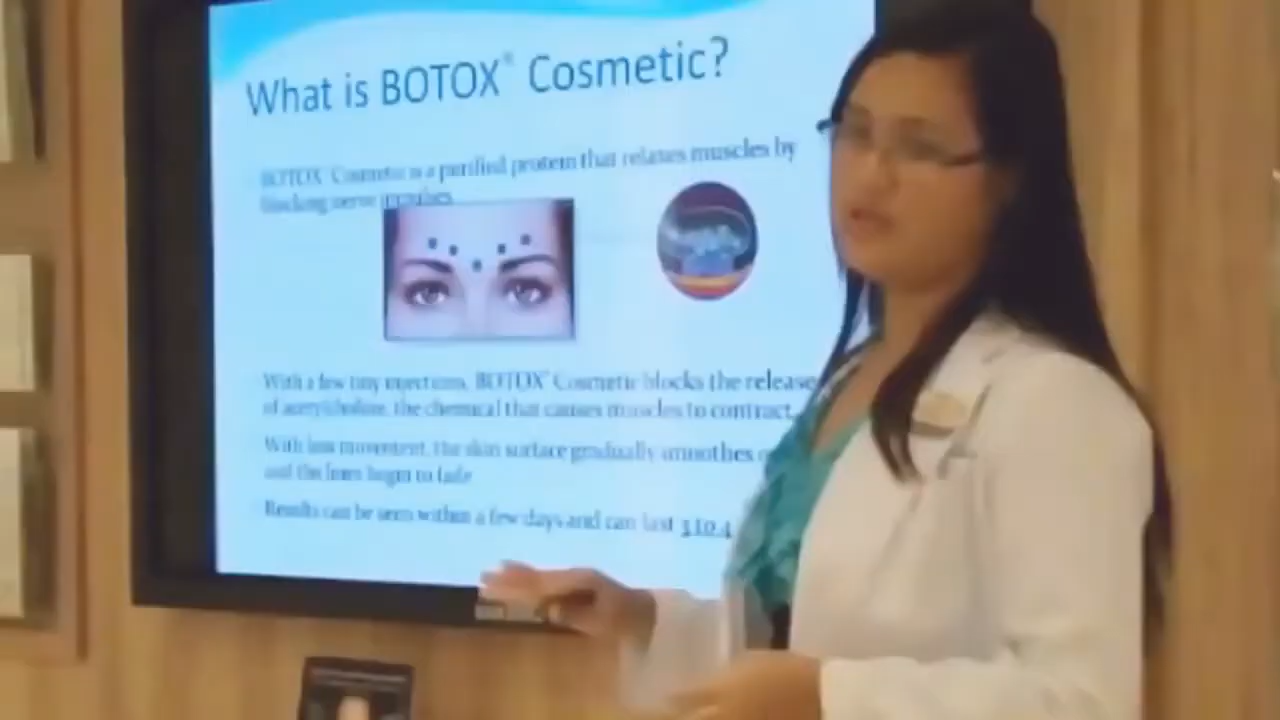 What is BOTOX® Cosmetic?
BOTOX® Cosmetic is a purified protein that relaxes muscles by
blocking nerve impulses
With a few tiny injections, BOTOX® Cosmetic blocks the release
of acetylcholine, the chemical that causes muscles to contract.
With less movement, the skin surface gradually smoothes
and the lines begin to fade
Results can be seen within a few days and can last 3 to 4